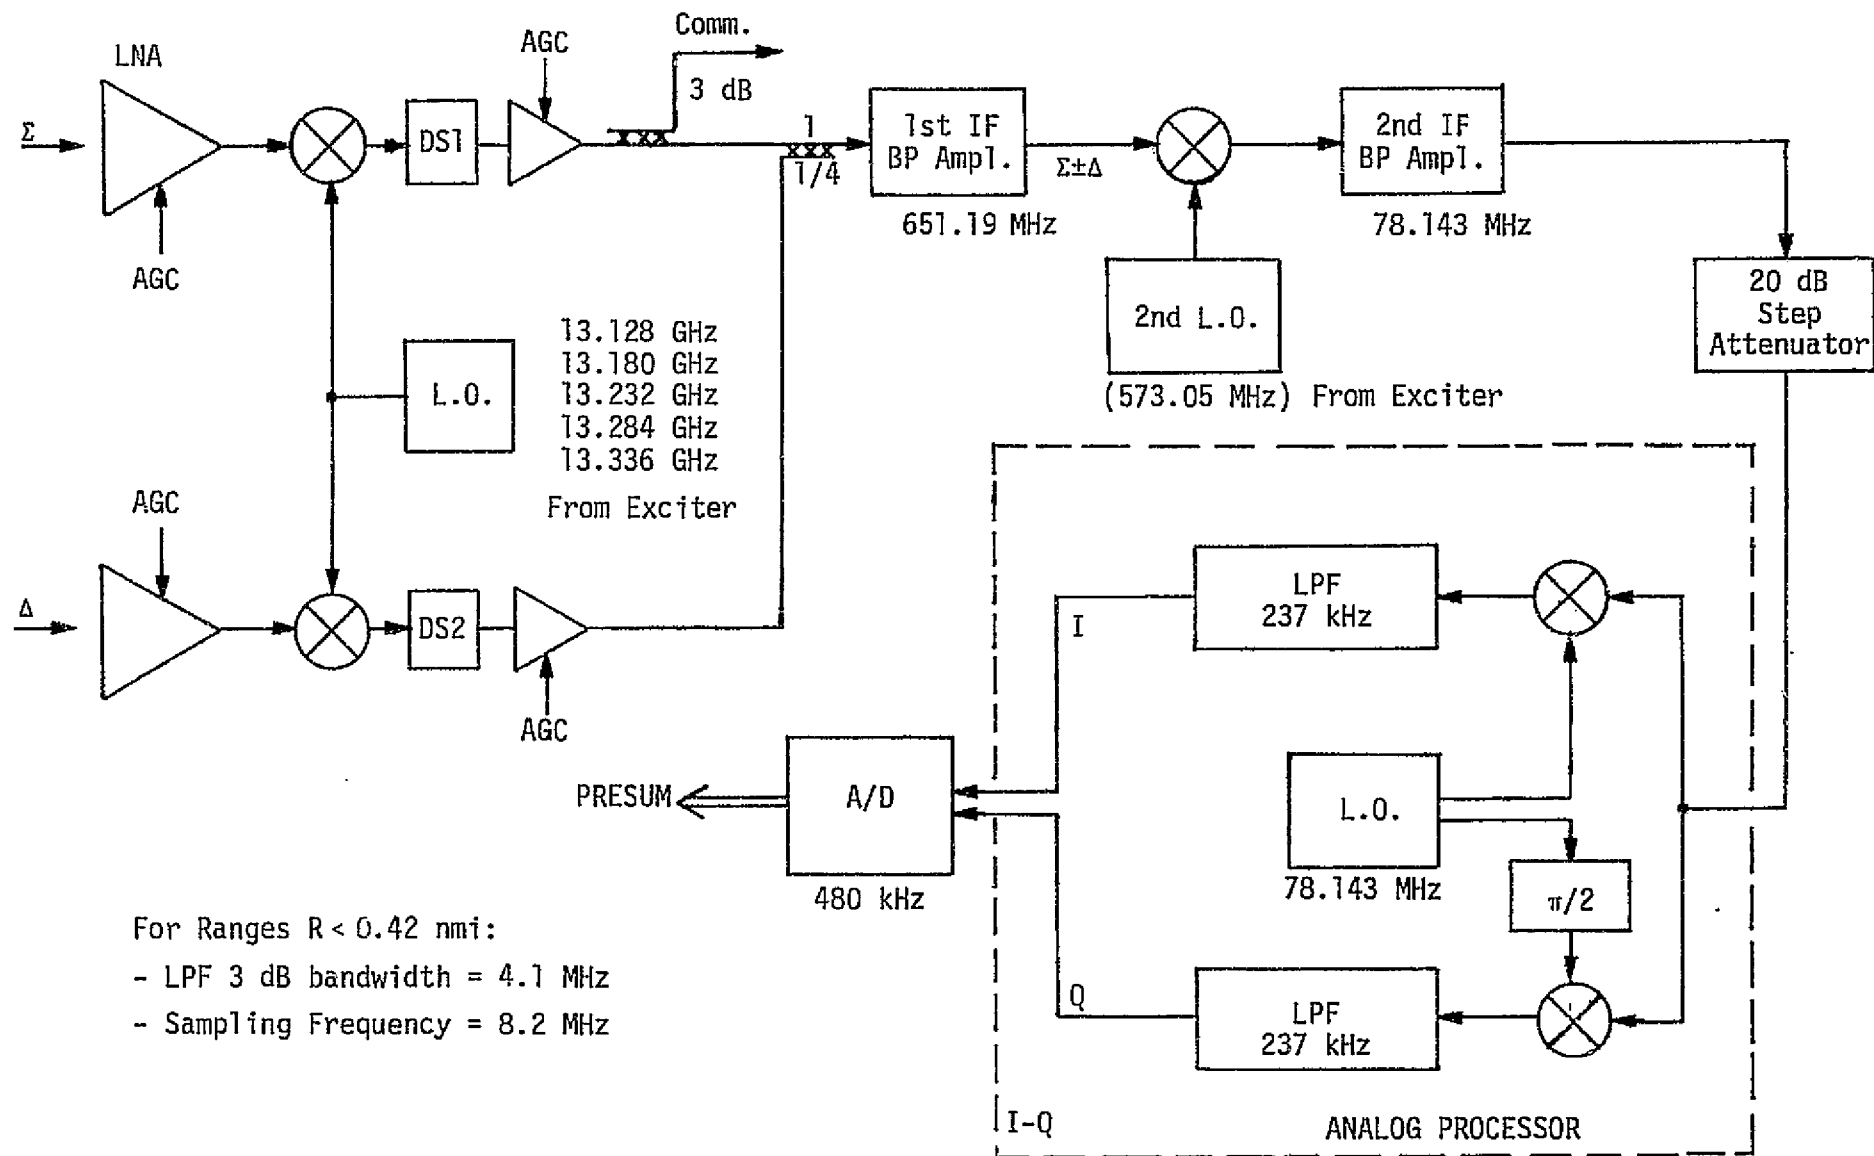 Comm.
LNA
AGC
3 dB
Σ
DS1
1
1/4
1st IF
BP Ampl.
Σ±Δ
2nd IF
BP Ampl.
651.19 MHz
78.143 MHz
AGC
2nd L.O.
20 dB
Step
Attenuator
(573.05 MHz) From Exciter
L.O.
13.128 GHz
13.180 GHz
13.232 GHz
13.284 GHz
13.336 GHz
From Exciter
AGC
Δ
DS2
AGC
LPF
237 kHz
I
PRESUM
A/D
480 kHz
L.O.
78.143 MHz
π/2
Q
LPF
237 kHz
For Ranges R < 0.42 nmi:
- LPF 3 dB bandwidth = 4.1 MHz
- Sampling Frequency = 8.2 MHz
I-Q
ANALOG PROCESSOR